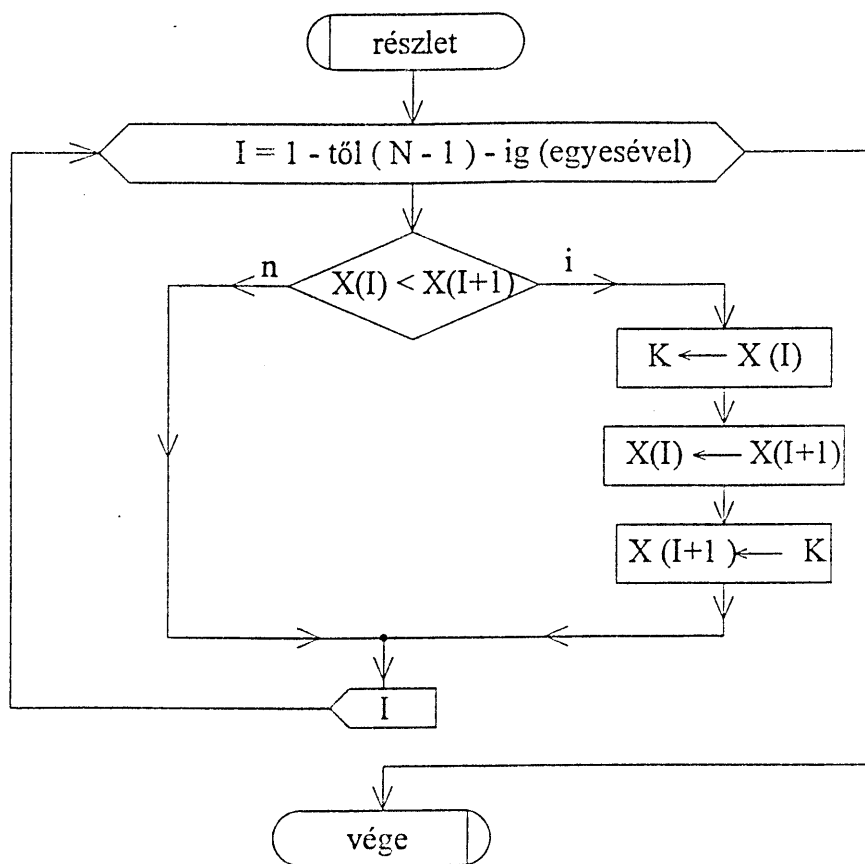 részlet
I = 1 - től ( N - 1 ) - ig (egyesével)
n
X(I) < X(I+1)
i
K ← X (I)
X(I) ← X(I+1)
X (I+1) ← K
I
vége